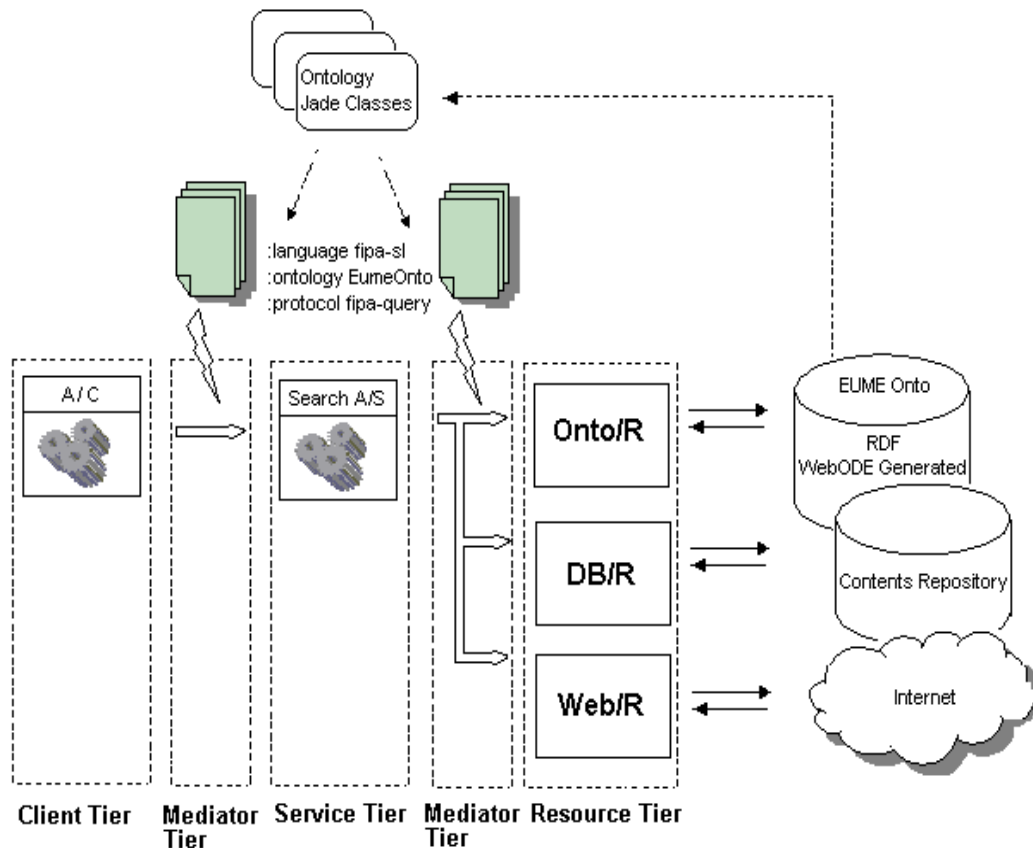 Ontology
Jade Classes
:language fipa-sl
:ontology EumeOnto
:protocol fipa-query
A / C
Search A/S
Onto/R
DB/R
Web/R
EUME Onto
RDF
WebODE Generated
Contents Repository
Internet
Client Tier
Mediator
Tier
Service Tier
Mediator
Tier
Resource Tier